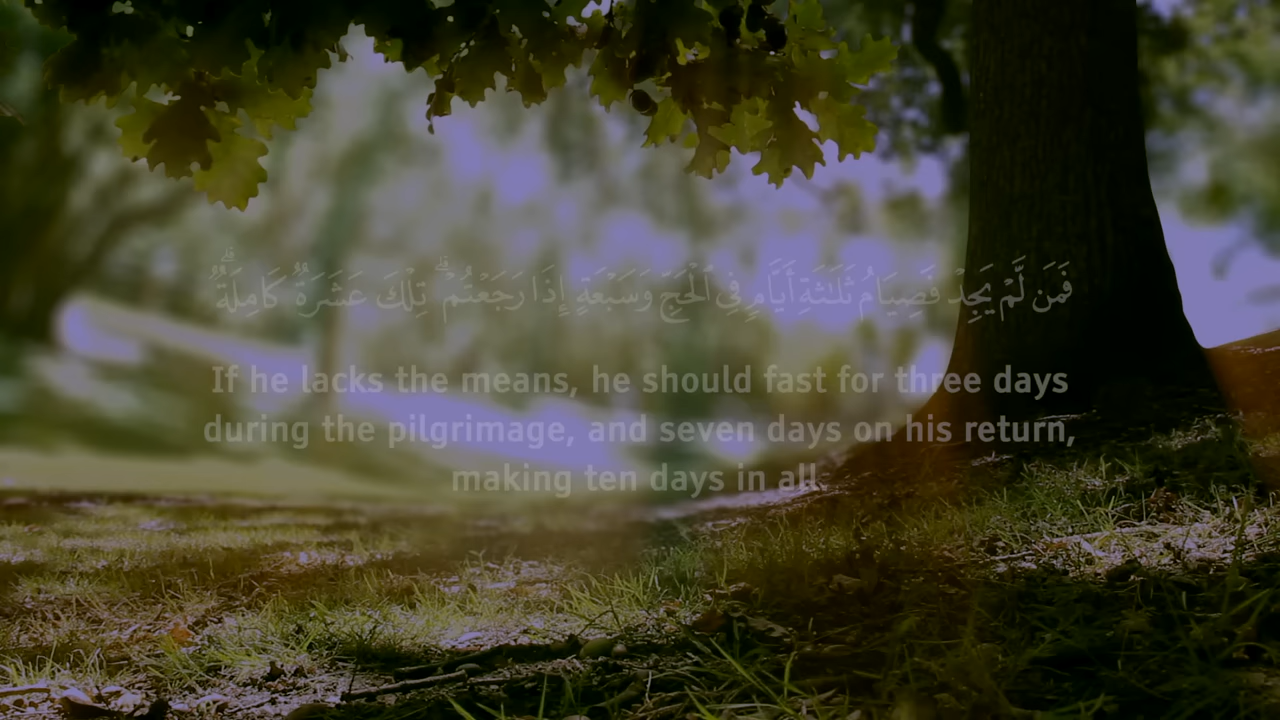 فَمَن لَّمْ يَجِدْ فَصِيَامُ ثَلَٰثَةِ أَيَّامٍ فِى ٱلْحَجِّ وَسَبْعَةٍ إِذَا رَجَعْتُمْ ۗ تِلْكَ عَشَرَةٌ كَامِلَةٌ ۗ
If he lacks the means, he should fast for three days
during the pilgrimage, and seven days on his return,
making ten days in all.